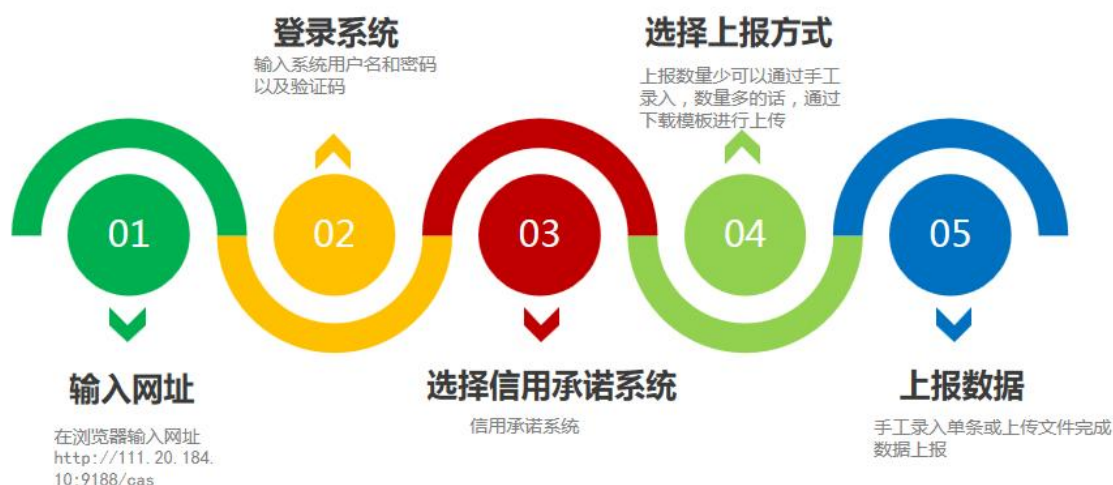 登录系统
输入系统用户名和密码
以及验证码
选择上报方式
上报数量少可以通过手工
录入，数量多的话，通过
下载模板进行上传
01
02
03
04
05
输入网址
在浏览器输入网址
http://111.20.184.
10:9188/cas
选择信用承诺系统
信用承诺系统
上报数据
手工录入单条或上传文件完成
数据上报